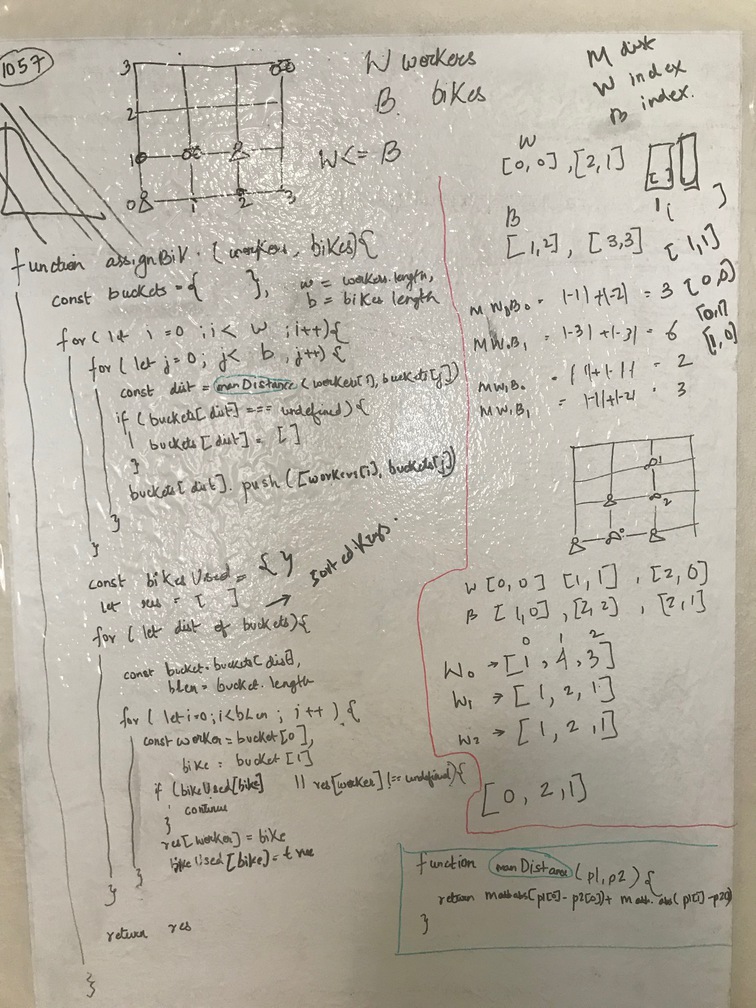 1057
3
2
1
0
1
2
3
W workers
B bikes
W <= B
M dist
W index
B index.
W
[0,0], [2,1]
B
[1,2], [3,3]
[1,1]
M W0B0 = |-1| + |-2| = 3 [0,0]
M W0B1 = |-3| + |-3| = 6 [0,1]
[1,0]
M W1B0 = |1| + |-1| = 2
M W1B1 = |-1| + |-2| = 3
function assignBik. (workers, bikes){
const buckets = { }, w = workers.length,
b = bikes length
for (let i = 0 ; i < w ; i++){
for (let j = 0; j < b , j++) {
const dist = manDistance (workers[i], buckets[j])
if (buckets[dist] === undefined) {
buckets[dist] = [ ]
}
buckets[dist]. push ([workers[i], buckets[j])
}
}
const bikesUsed = { }
let res = [ ] → sorted keys.
for (let dist of buckets){
const bucket = buckets[dist],
bLen = bucket.length
for (let i=0; i<bLen ; i++) {
const worker = bucket[0],
bike = bucket[1]
if (bikeUsed[bike] || res[worker] !== undefined){
continue
}
res[worker] = bike
bikeUsed[bike] = true
}
}
return res
}
1
2
0
W [0,0] [1,1] , [2,0]
B [1,0] , [2,2] , [2,1]
0 1 2
W0 → [1, 4, 3]
W1 → [1, 2, 1]
W2 → [1, 2, 1]
[0, 2, 1]
function manDistance (p1, p2) {
return Math.abs(p1[0] - p2[0]) + math.abs(p1[1] - p2[1])
}